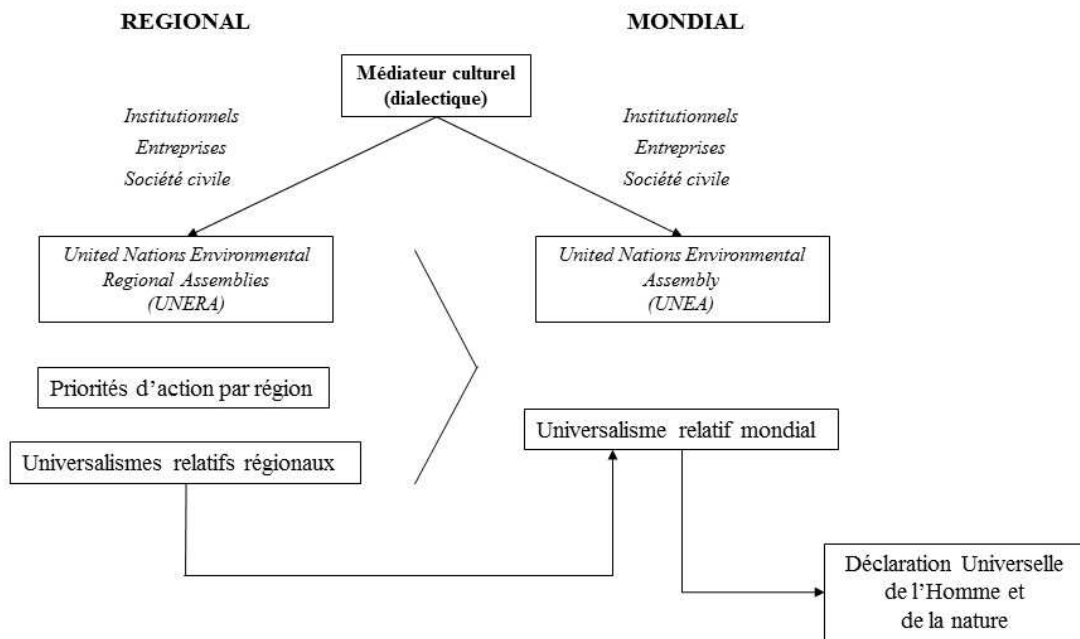 REGIONAL
MONDIAL
Médiateur culturel
(dialectique)
Institutionnels
Entreprises
Société civile
Institutionnels
Entreprises
Société civile
United Nations Environmental
Regional Assemblies
(UNERA)
United Nations Environmental
Assembly
(UNEA)
Priorités d'action par région
Universalismes relatifs régionaux
Universalisme relatif mondial
Déclaration Universelle
de l'Homme et
de la nature